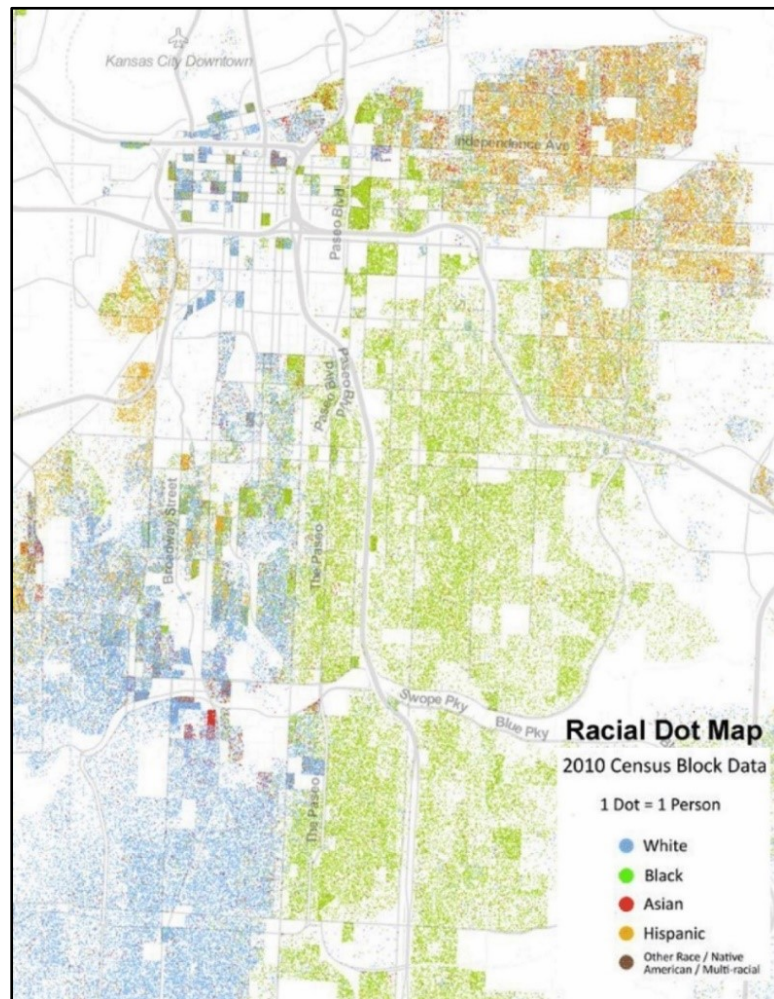 Kansas City Downtown
Independence Ave
Paseo Blvd
Paseo Blvd
Paseo Blvd
Broadway Street
The Paseo
Swope Pky
Blue Pky
The Paseo
Racial Dot Map
2010 Census Block Data
1 Dot = 1 Person
White
Black
Asian
Hispanic
Other Race / Native
American / Multi-racial